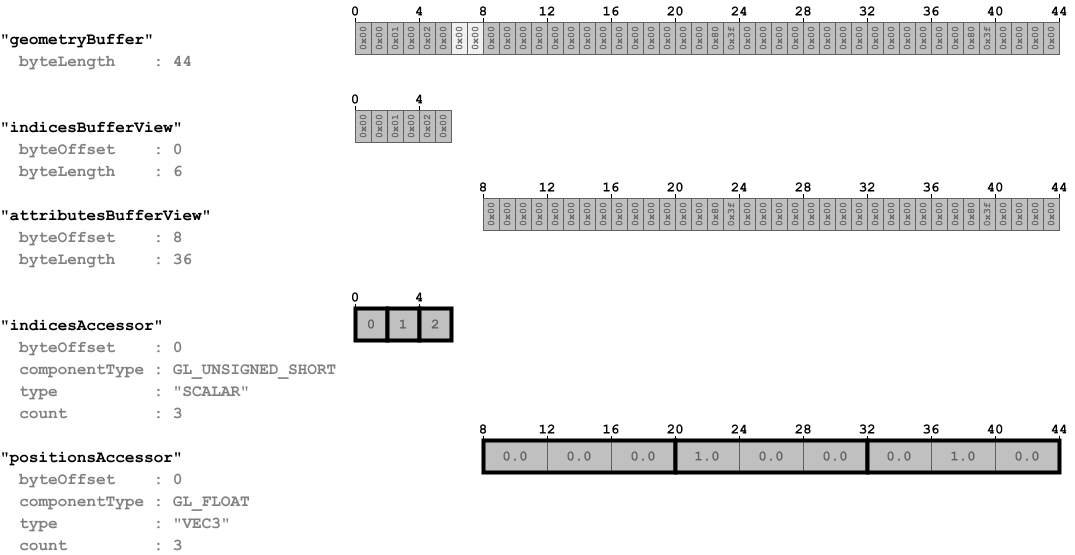 0 4 8 12 16 20 24 28 32 36 40 44
"geometryBuffer" 0x00 0x00 0x01 0x00 0x02 0x00 0x00 0x00 0x00 0x00 0x00 0x00 0x00 0x00 0x00 0x00 0x00 0x00 0x00 0x00 0x00 0x00 0x80 0x3f 0x00 0x00 0x00 0x00 0x00 0x00 0x00 0x00 0x00 0x00 0x00 0x00 0x00 0x00 0x80 0x3f 0x00 0x00 0x00 0x00
byteLength : 44
0 4
"indicesBufferView" 0x00 0x00 0x01 0x00 0x02 0x00
byteOffset : 0
byteLength : 6
8 12 16 20 24 28 32 36 40 44
"attributesBufferView" 0x00 0x00 0x00 0x00 0x00 0x00 0x00 0x00 0x00 0x00 0x00 0x00 0x00 0x00 0x80 0x3f 0x00 0x00 0x00 0x00 0x00 0x00 0x00 0x00 0x00 0x00 0x00 0x00 0x00 0x00 0x80 0x3f 0x00 0x00 0x00 0x00
byteOffset : 8
byteLength : 36
0 4
"indicesAccessor" 0 1 2
byteOffset : 0
componentType : GL_UNSIGNED_SHORT
type : "SCALAR"
count : 3
8 12 16 20 24 28 32 36 40 44
"positionsAccessor" 0.0 0.0 0.0 1.0 0.0 0.0 0.0 1.0 0.0
byteOffset : 0
componentType : GL_FLOAT
type : "VEC3"
count : 3